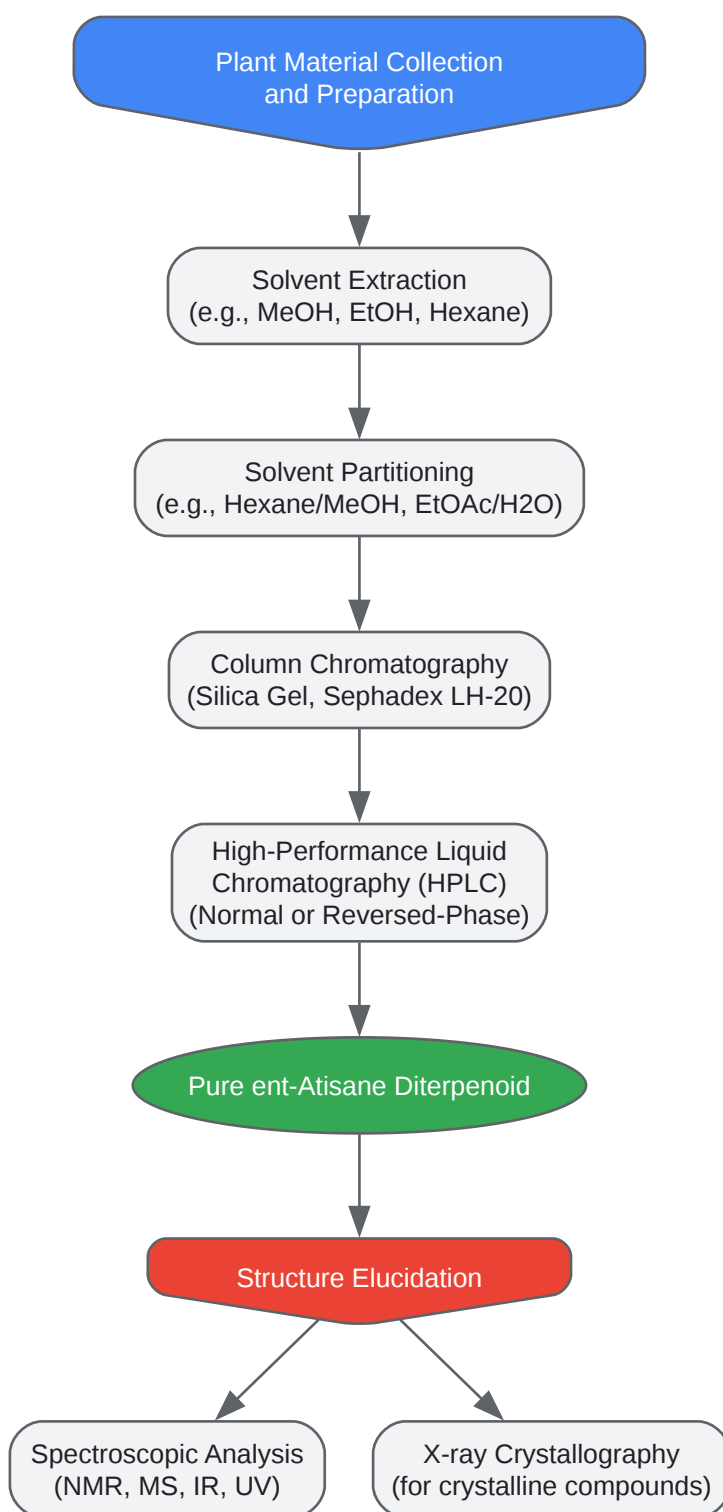 Plant Material Collection
and Preparation
Solvent Extraction
(e.g., MeOH, EtOH, Hexane)
Solvent Partitioning
(e.g., Hexane/MeOH, EtOAc/H2O)
Column Chromatography
(Silica Gel, Sephadex LH-20)
High-Performance Liquid
Chromatography (HPLC)
(Normal or Reversed-Phase)
Pure ent-Atisane Diterpenoid
Structure Elucidation
Spectroscopic Analysis
(NMR, MS, IR, UV)
X-ray Crystallography
(for crystalline compounds)